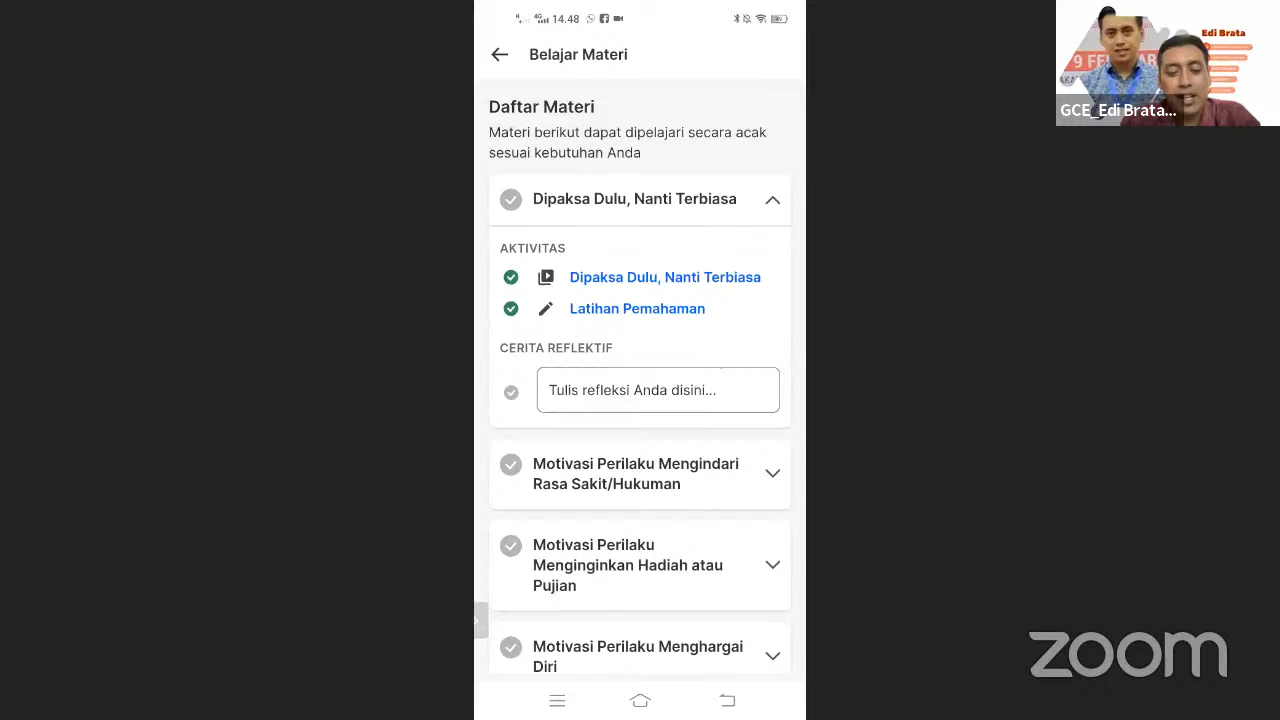 4G 14.48
Belajar Materi
Daftar Materi
Materi berikut dapat dipelajari secara acak
sesuai kebutuhan Anda
Dipaksa Dulu, Nanti Terbiasa
AKTIVITAS
Dipaksa Dulu, Nanti Terbiasa
Latihan Pemahaman
CERITA REFLEKTIF
Tulis refleksi Anda disini...
Motivasi Perilaku Mengindari
Rasa Sakit/Hukuman
Motivasi Perilaku
Menginginkan Hadiah atau
Pujian
Motivasi Perilaku Menghargai
Diri
Edi Brata
GCE_Edi Brata...
zoom